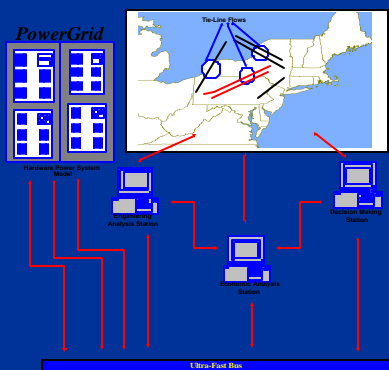 Tie-Line Flows
PowerGrid
Hardware Power System
Model
Engineering
Analysis Station
Decision Making
Station
Economic Analysis
Station
Ultra-Fast Bus